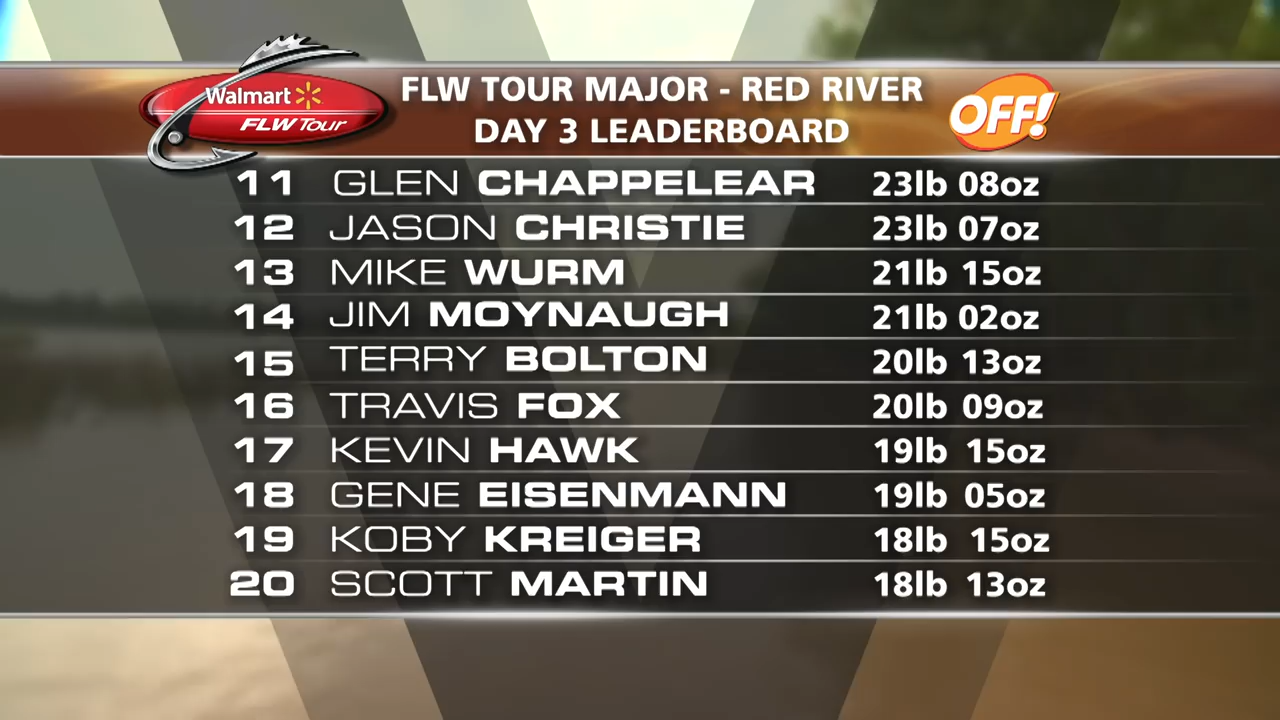 Walmart
FLW Tour
FLW TOUR MAJOR - RED RIVER
DAY 3 LEADERBOARD
OFF!
11 GLEN CHAPPELEAR 23lb 08oz
12 JASON CHRISTIE 23lb 07oz
13 MIKE WURM 21lb 15oz
14 JIM MOYNAUGH 21lb 02oz
15 TERRY BOLTON 20lb 13oz
16 TRAVIS FOX 20lb 09oz
17 KEVIN HAWK 19lb 15oz
18 GENE EISENMANN 19lb 05oz
19 KOBY KREIGER 18lb 15oz
20 SCOTT MARTIN 18lb 13oz